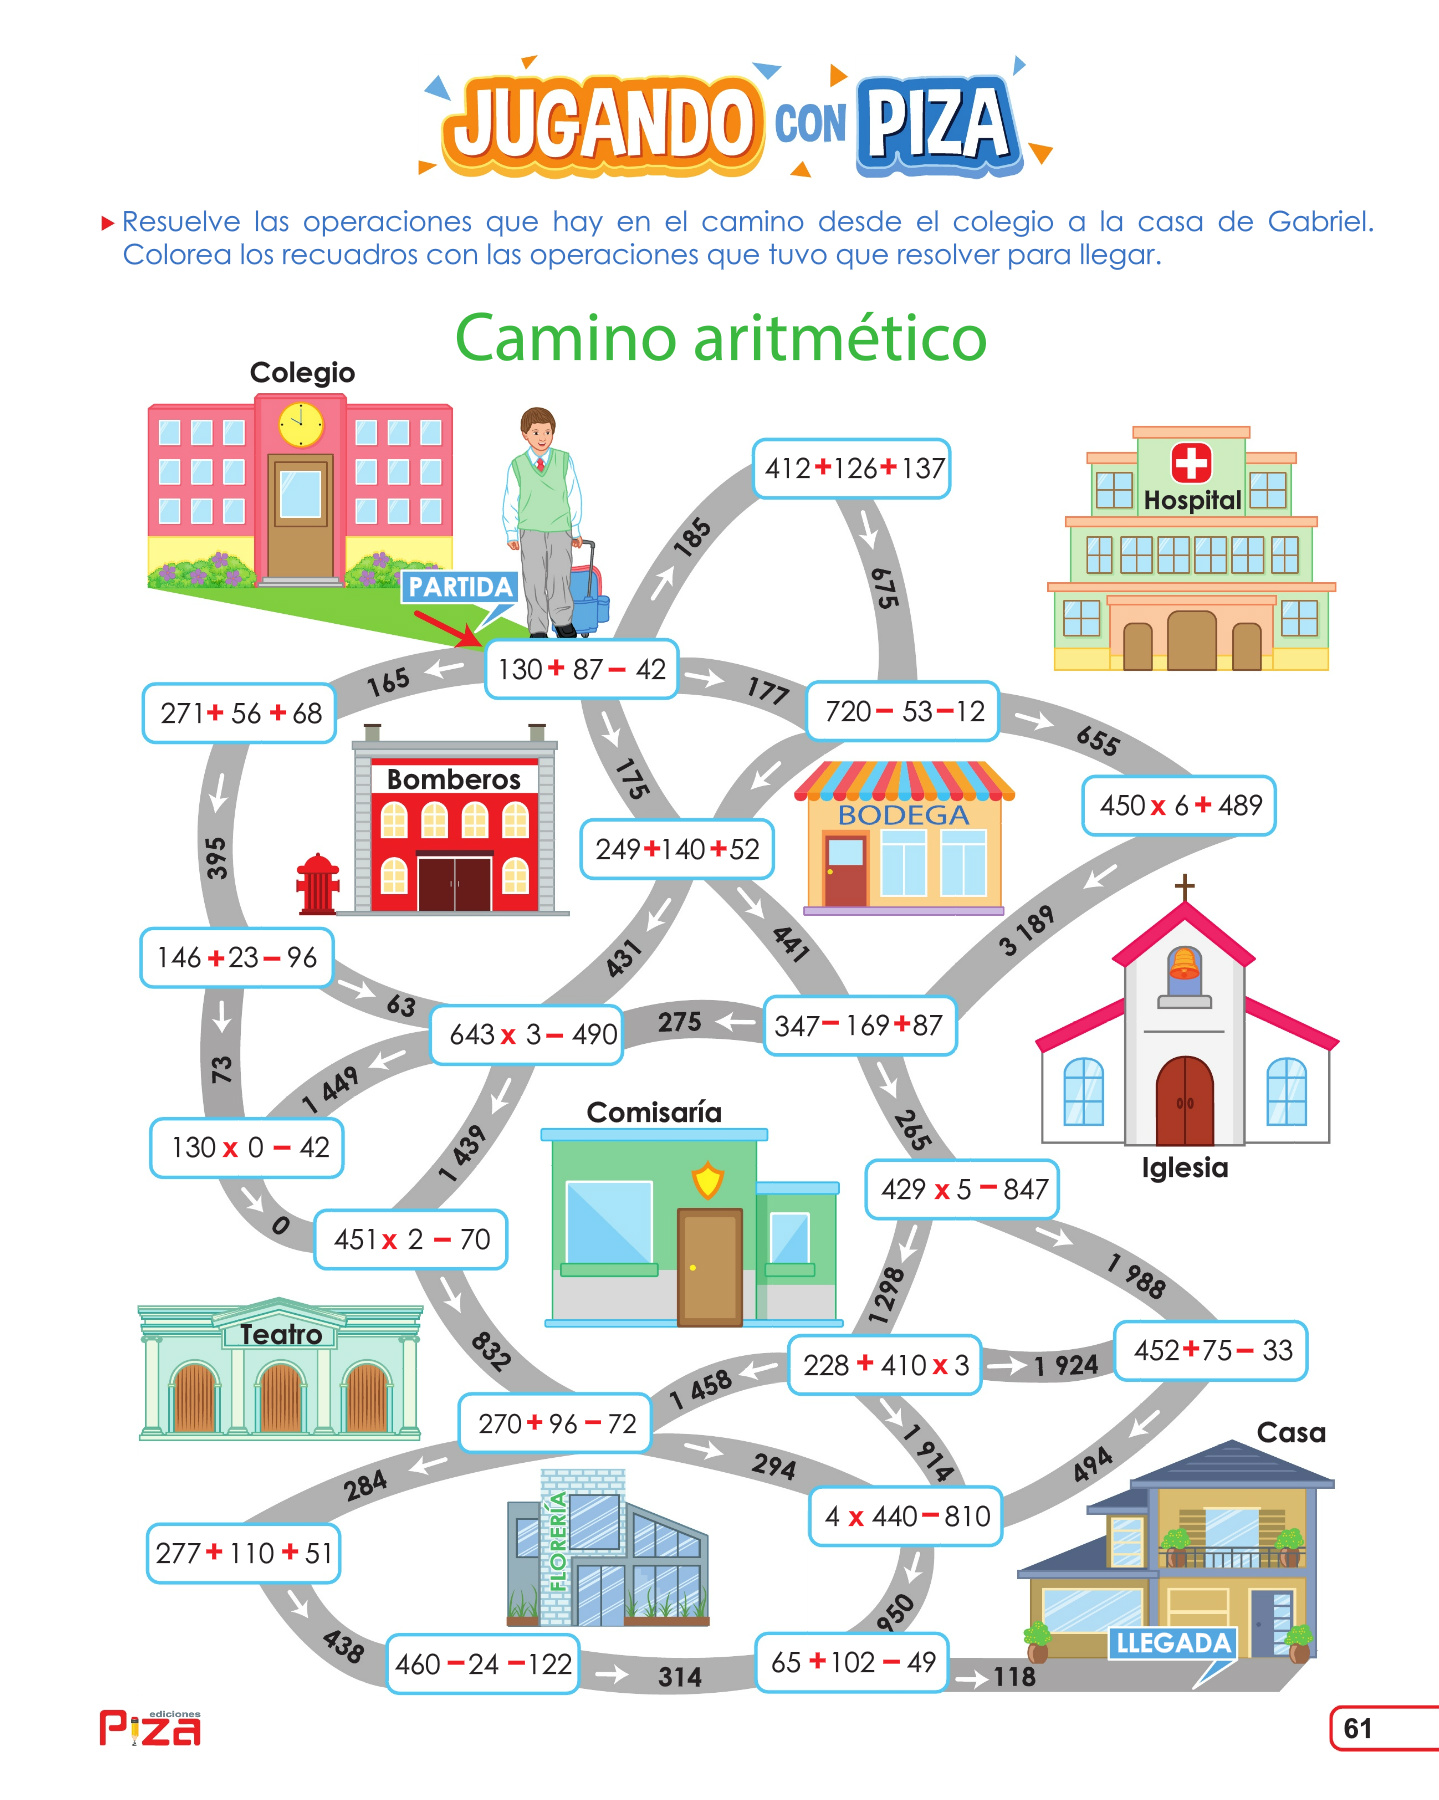 JUGANDO CON PIZA
Resuelve las operaciones que hay en el camino desde el colegio a la casa de Gabriel.
Colorea los recuadros con las operaciones que tuvo que resolver para llegar.
Camino aritmético
Colegio
412+126+137
Hospital
185
675
PARTIDA
130 + 87 − 42
165
177
271+ 56 + 68
720 − 53 − 12
655
175
Bomberos
450 x 6 + 489
BODEGA
249+140+52
395
3 189
441
431
146 + 23 − 96
63
643 x 3 − 490
275
347 − 169 + 87
73
1 449
Comisaría
265
1 439
130 x 0 − 42
Iglesia
429 x 5 − 847
0
451 x 2 − 70
1 988
1298
Teatro
832
228 + 410 x 3
1 924
452+75 − 33
1 458
270 + 96 − 72
Casa
1 914
294
494
284
4 x 440 − 810
FLORERÍA
277 + 110 + 51
950
438
LLEGADA
460 − 24 − 122
314
65 + 102 − 49
118
ediciones
Piza
61